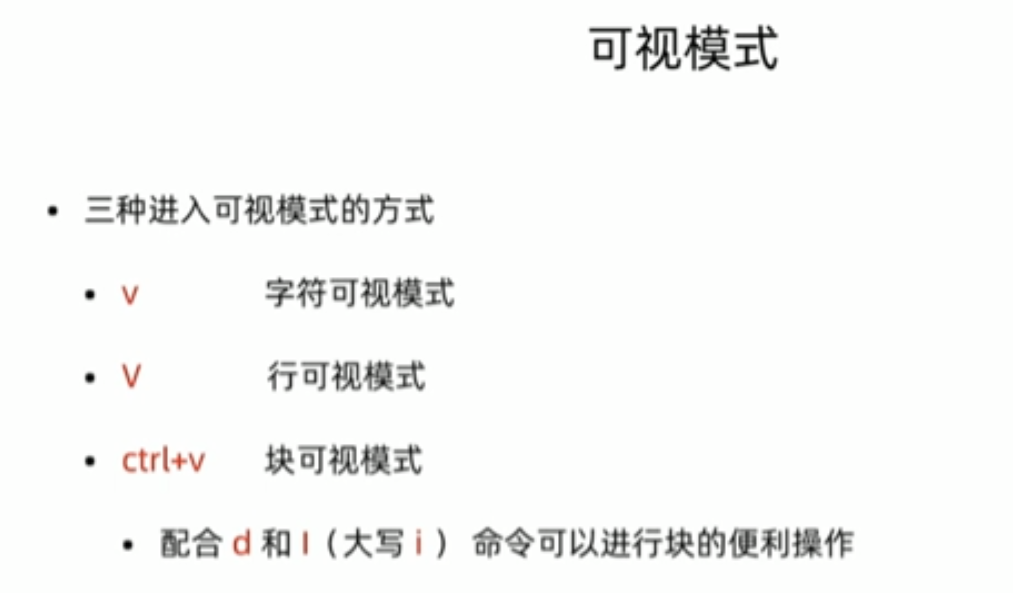 可视模式
• 三种进入可视模式的方式
• v 字符可视模式
• V 行可视模式
• ctrl+v 块可视模式
• 配合 d 和 I（大写 i ） 命令可以进行块的便利操作